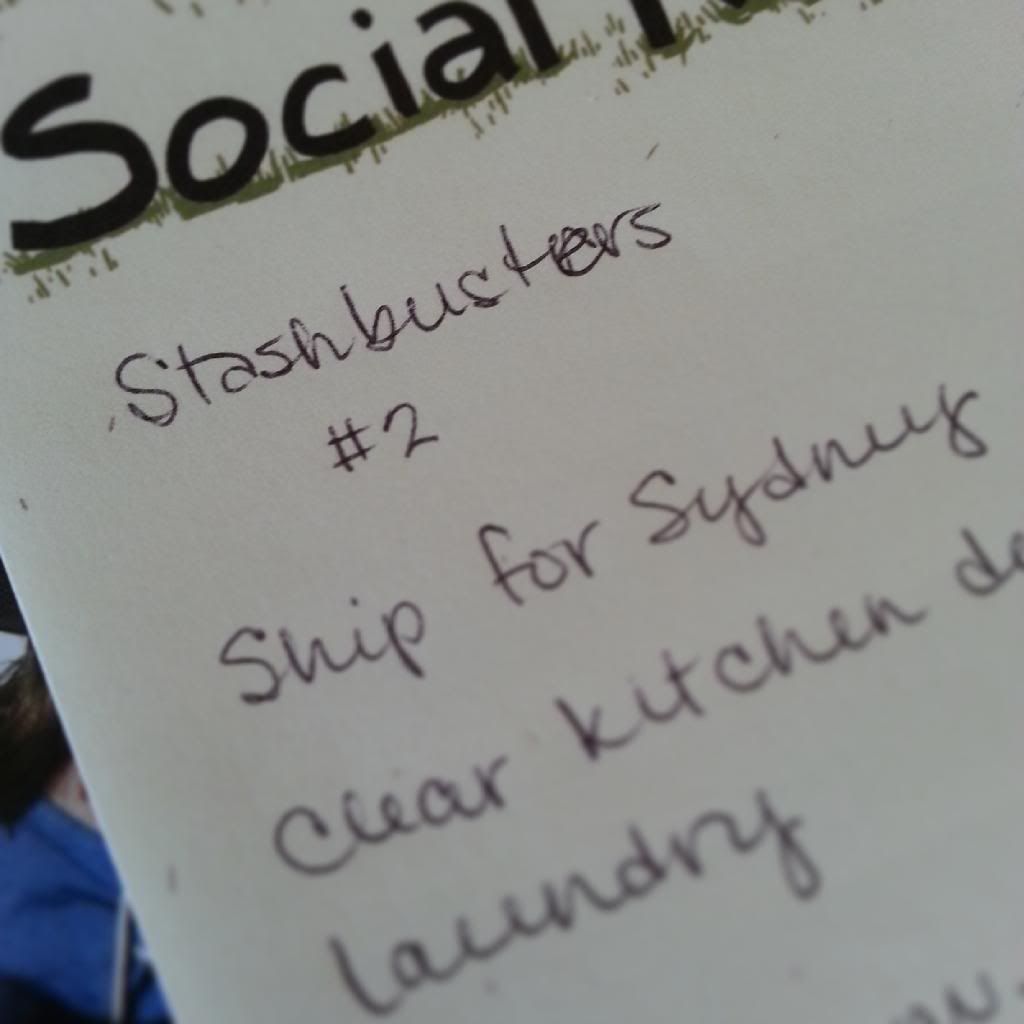 Social
Stashbusters
#2
Ship for Sydney
Clear kitchen
laundry